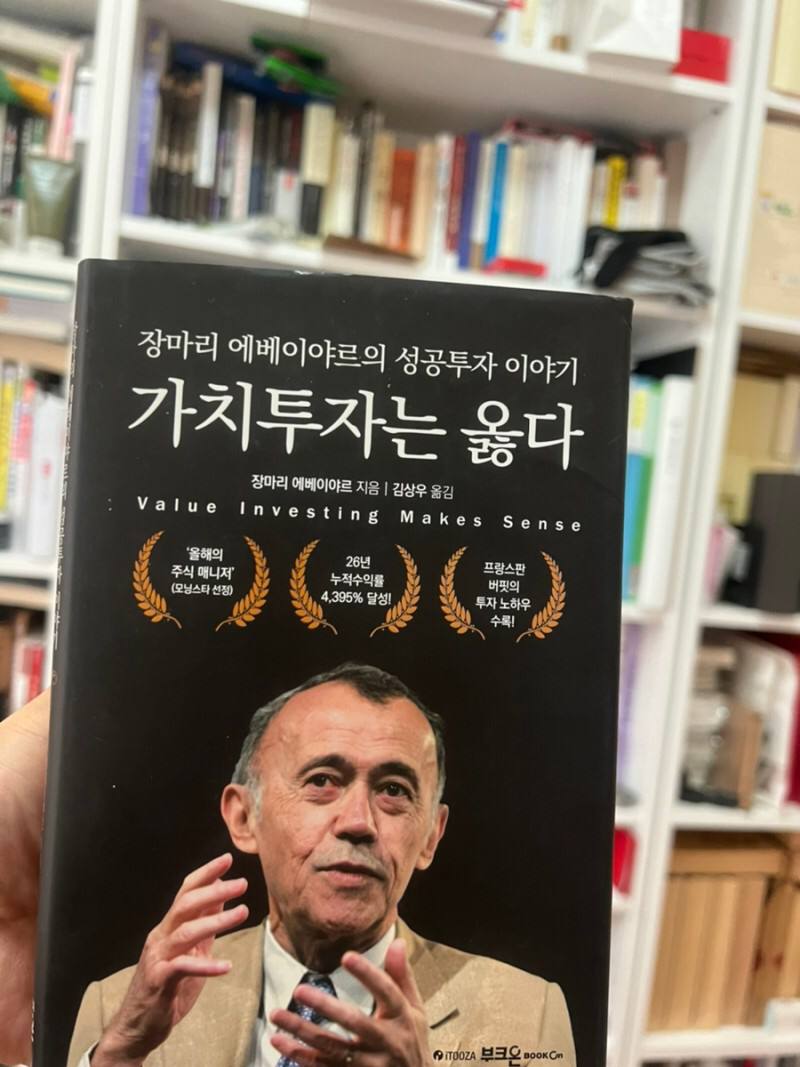 장마리 에베이야르의 성공투자 이야기
가치투자는 옳다
장마리 에베이야르 지음 | 김상우 옮김
Value Investing Makes Sense
'올해의
주식 매니저'
(모닝스타 선정)
26년
누적수익률
4,395% 달성!
프랑스판
버핏의
투자 노하우
수록!
iTOOZA 부크온 BOOKOn